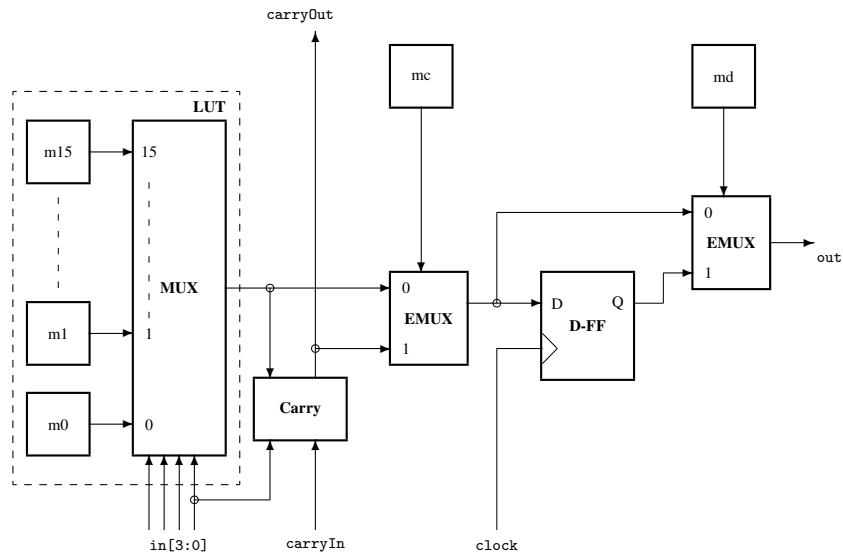 carryOut
mc
md
LUT
m15
15
0
EMUX
out
1
MUX
0
EMUX
1
D
Q
D-FF
m1
1
Carry
m0
0
in[3:0]
carryIn
clock